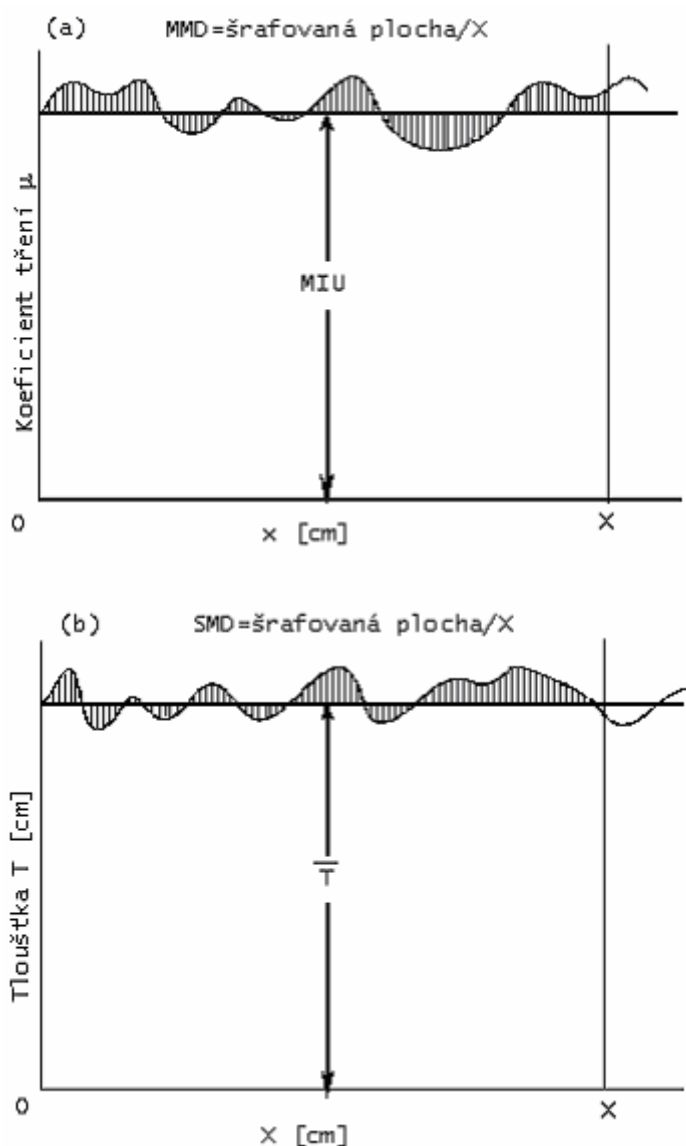 (a) MMD=šrafovaná plocha/X
Koeficient tření μ
MIU
0
x [cm]
X
(b) SMD=šrafovaná plocha/X
Tloušťka T [cm]
T̅
0
X [cm]
X